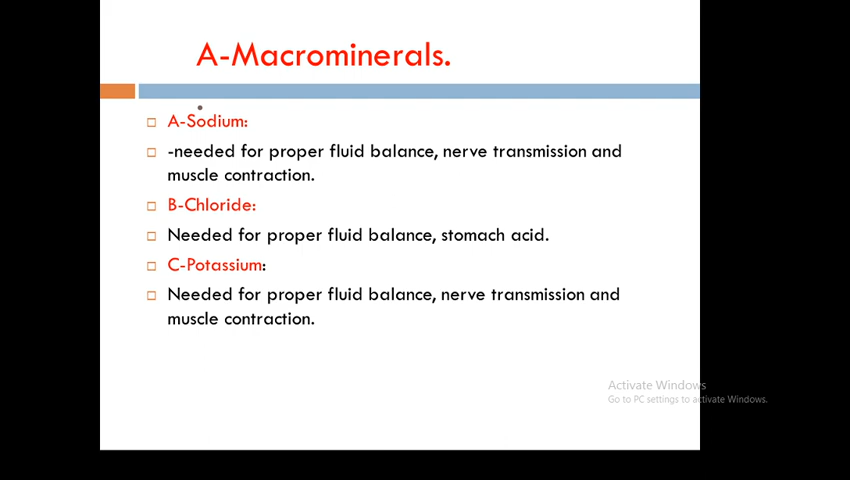 A-Macrominerals.
A-Sodium:
-needed for proper fluid balance, nerve transmission and
muscle contraction.
B-Chloride:
Needed for proper fluid balance, stomach acid.
C-Potassium:
Needed for proper fluid balance, nerve transmission and
muscle contraction.
Activate Windows
Go to PC settings to activate Windows.